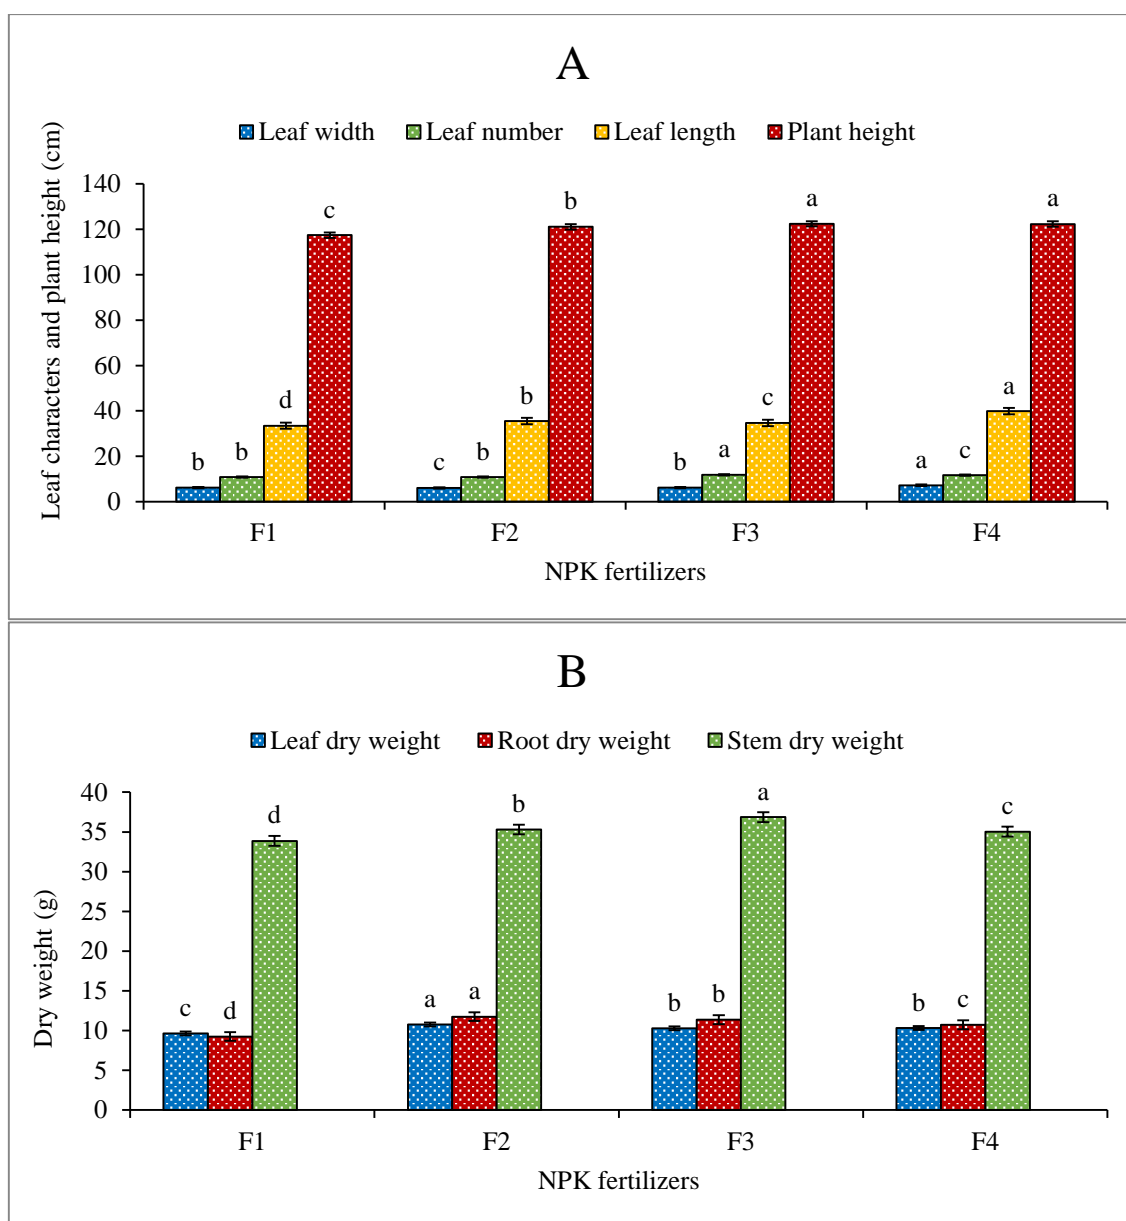 A
Leaf width Leaf number Leaf length Plant height
Leaf characters and plant height (cm)
140
120
100
80
60
40
20
0
b b d c
c b b b
b a c a
a c a a
F1 F2 F3 F4
NPK fertilizers
B
Leaf dry weight Root dry weight Stem dry weight
Dry weight (g)
40
35
30
25
20
15
10
5
0
c d d
a a b
b b a
b c c
F1 F2 F3 F4
NPK fertilizers